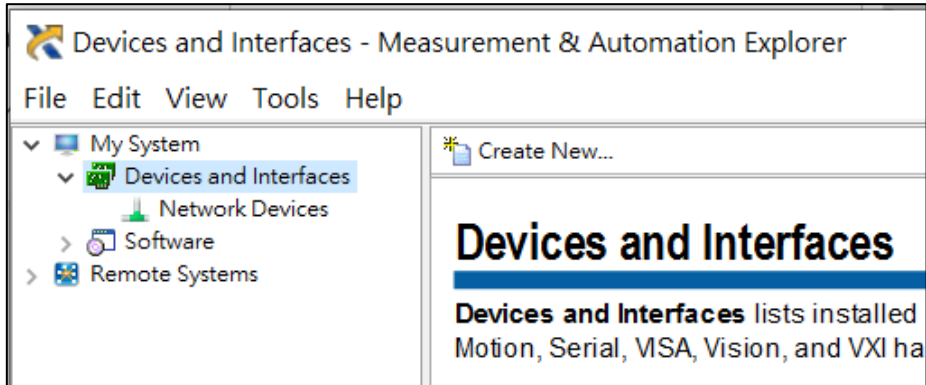 Devices and Interfaces - Measurement & Automation Explorer
File Edit View Tools Help
My System
Devices and Interfaces
Network Devices
Software
Remote Systems
Create New...
Devices and Interfaces
Devices and Interfaces lists installed
Motion, Serial, VISA, Vision, and VXI ha